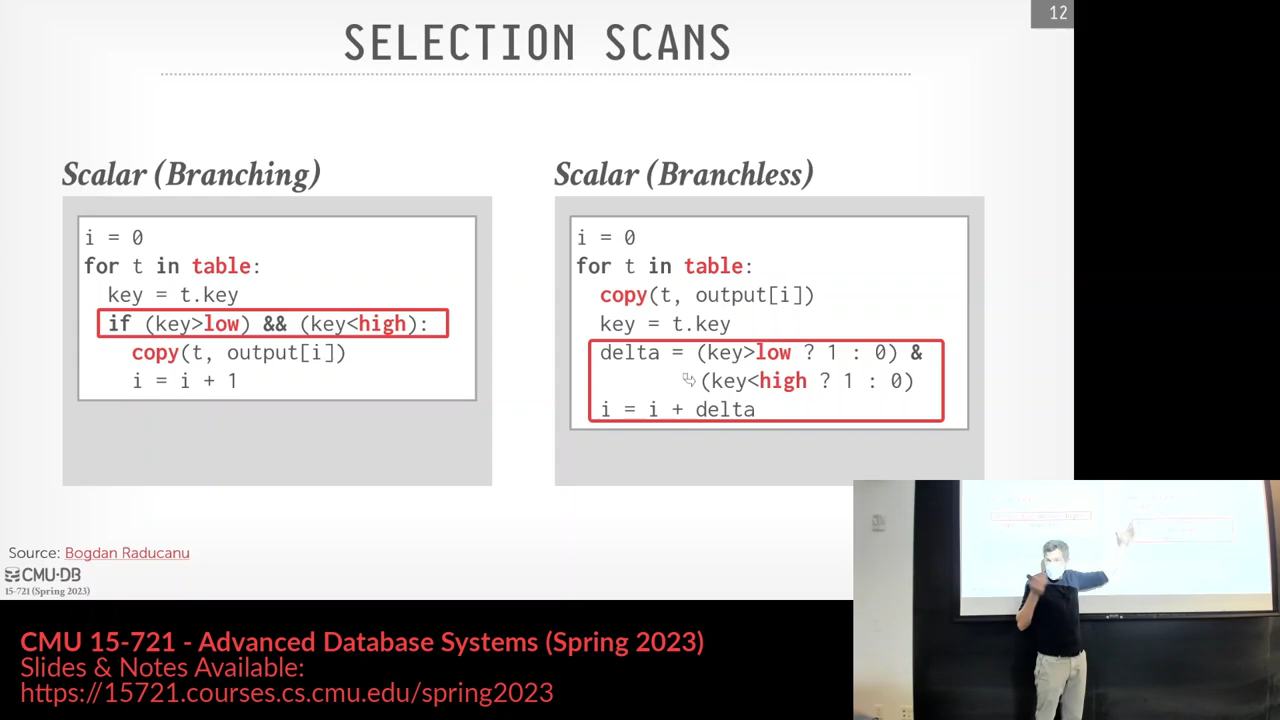 12
SELECTION SCANS
Scalar (Branching)
i = 0
for t in table:
key = t.key
if (key>low) && (key<high):
copy(t, output[i])
i = i + 1
Scalar (Branchless)
i = 0
for t in table:
copy(t, output[i])
key = t.key
delta = (key>low ? 1 : 0) &
(key<high ? 1 : 0)
i = i + delta
Source: Bogdan Raducanu
CMU·DB
15-721 (Spring 2023)
CMU 15-721 - Advanced Database Systems (Spring 2023)
Slides & Notes Available:
https://15721.courses.cs.cmu.edu/spring2023